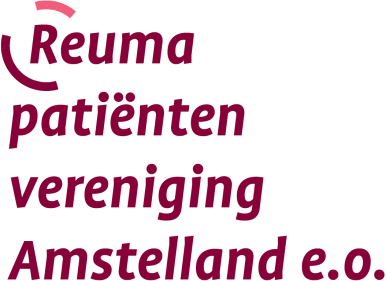 Reuma
patiënten
vereniging
Amstelland e.o.